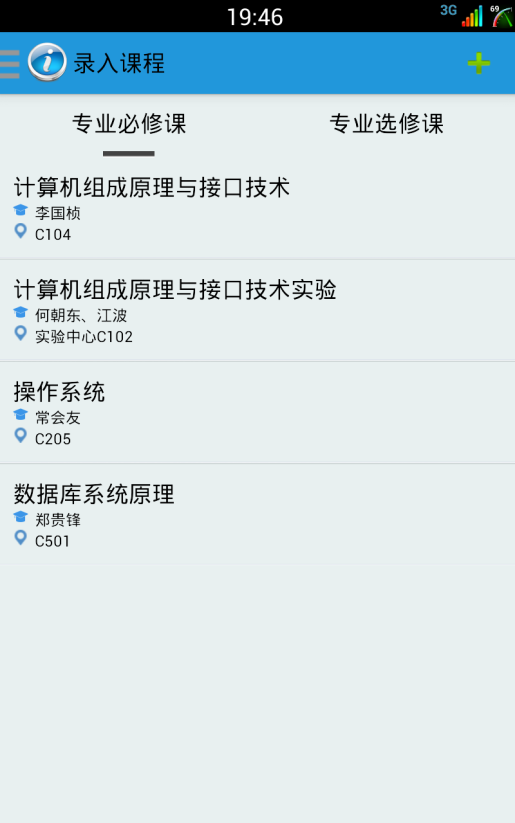 19:46
3G
69
录入课程
专业必修课
专业选修课
计算机组成原理与接口技术
李国桢
C104
计算机组成原理与接口技术实验
何朝东、江波
实验中心C102
操作系统
常会友
C205
数据库系统原理
郑贵锋
C501